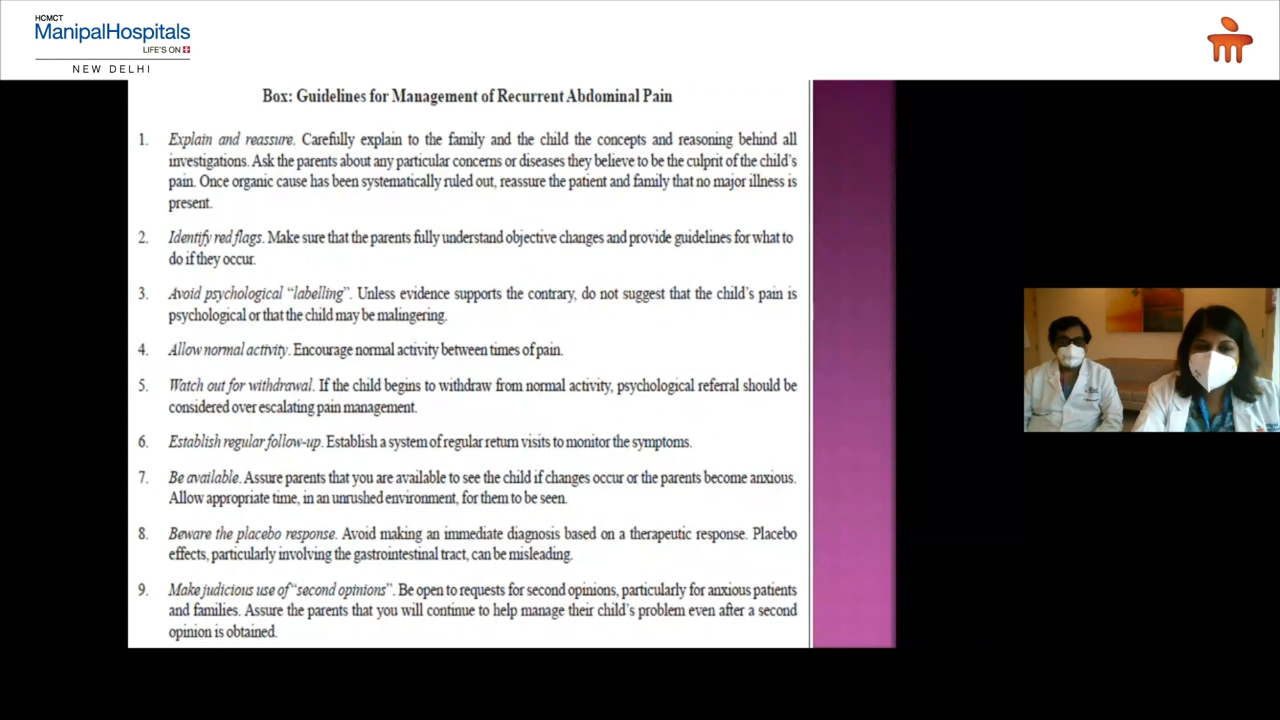 HCMCT
ManipalHospitals
LIFE'S ON
NEW DELHI
Box: Guidelines for Management of Recurrent Abdominal Pain
1. Explain and reassure. Carefully explain to the family and the child the concepts and reasoning behind all
investigations. Ask the parents about any particular concerns or diseases they believe to be the culprit of the child's
pain. Once organic cause has been systematically ruled out, reassure the patient and family that no major illness is
present.
2. Identify red flags. Make sure that the parents fully understand objective changes and provide guidelines for what to
do if they occur.
3. Avoid psychological "labelling". Unless evidence supports the contrary, do not suggest that the child's pain is
psychological or that the child may be malingering.
4. Allow normal activity. Encourage normal activity between times of pain.
5. Watch out for withdrawal. If the child begins to withdraw from normal activity, psychological referral should be
considered over escalating pain management.
6. Establish regular follow-up. Establish a system of regular return visits to monitor the symptoms.
7. Be available. Assure parents that you are available to see the child if changes occur or the parents become anxious.
Allow appropriate time, in an unrushed environment, for them to be seen.
8. Beware the placebo response. Avoid making an immediate diagnosis based on a therapeutic response. Placebo
effects, particularly involving the gastrointestinal tract, can be misleading.
9. Make judicious use of "second opinions". Be open to requests for second opinions, particularly for anxious patients
and families. Assure the parents that you will continue to help manage their child's problem even after a second
opinion is obtained.